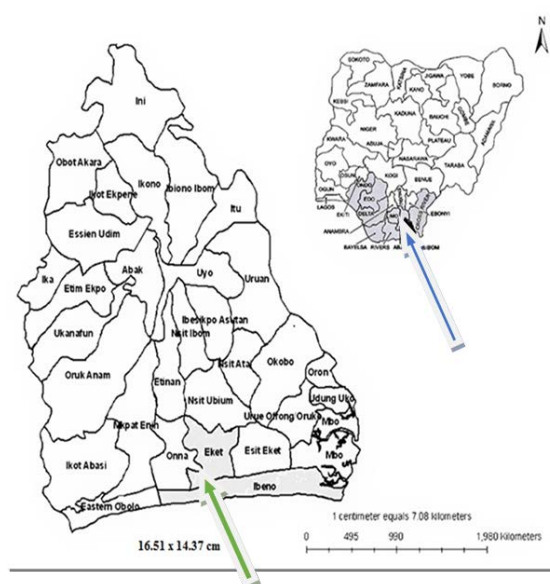 N
SOKOTO
ZAMFARA
KATSINA
KANO
JIGAWA
YOBE
BORNO
KEBBI
KADUNA
BAUCHI
GOMBE
ADAMAWA
NIGER
ABUJA
PLATEAU
KWARA
NASARAWA
TARABA
OYO
KOGI
BENUE
OSUN
ONDO
OGUN
EDO
LAGOS
EKITI
DELTA
IMO
EBONYI
ANAMBRA
BAYELSA
RIVERS
Ini
Obot Akara
Ikot Ekpene
Ikono
Ibiono Ibom
Itu
Essien Udim
Abak
Uyo
Uruan
Ika
Etim Ekpo
Ibesikpo Asutan
Nsit Ibom
Ukanafun
Oruk Anam
Nsit Atai
Okobo
Oron
Etinan
Nsit Ubium
Udung Uko
Urue Offong/Oruko
Mbo
Mkpat Enin
Ikot Abasi
Onna
Eket
Esit Eket
Mbo
Ibeno
Eastern Obolo
16.51 x 14.37 cm
1 centimeter equals 7.08 kilometers
0 495 990 1,980 Kilometers